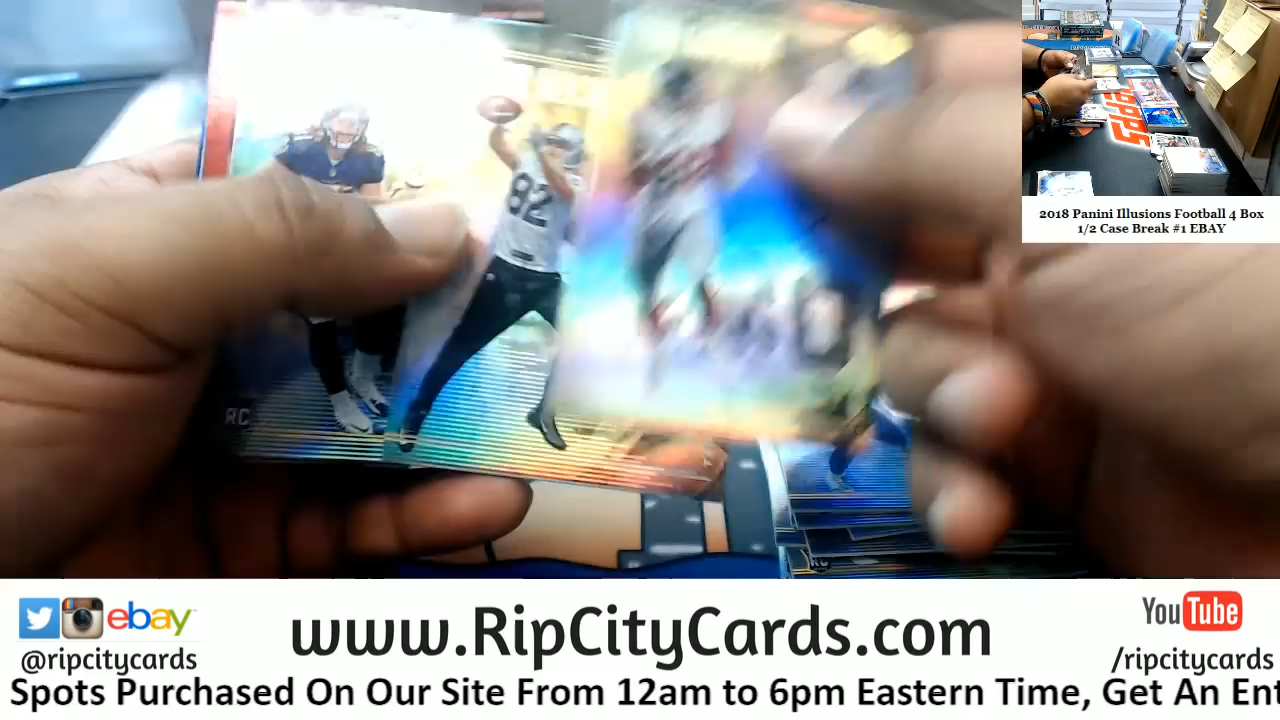 82
RC
RC
2018 Panini Illusions Football 4 Box
1/2 Case Break #1 EBAY
ebay
@ripcitycards
www.RipCityCards.com
YouTube
/ripcitycards
Spots Purchased On Our Site From 12am to 6pm Eastern Time, Get An Ent